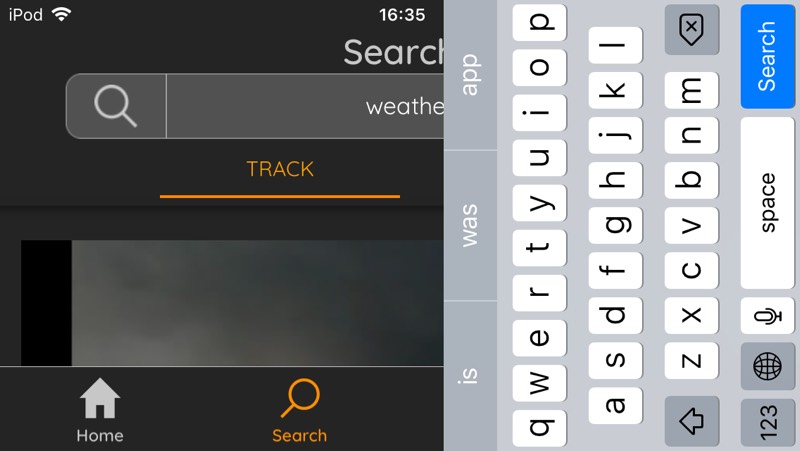 iPod 16:35
Search
weathe
TRACK
Home
Search
is was app
q w e r t y u i o p
a s d f g h j k l
z x c v b n m
123 space Search